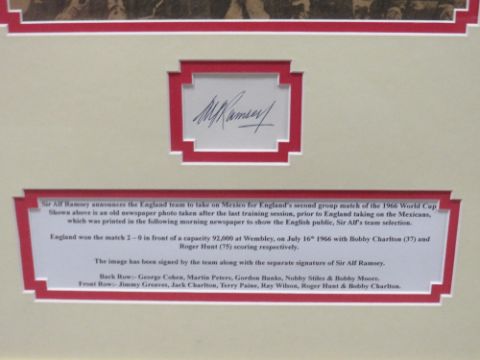 Alf Ramsey
Sir Alf Ramsey announces the England team to take on Mexico for England's second group match of the 1966 World Cup
Shown above is an old newspaper photo taken after the last training session, prior to England taking on the Mexicans,
which was printed in the following morning newspaper to show the English public, Sir Alf's team selection.
England won the match 2 – 0 in front of a capacity 92,000 at Wembley, on July 16th 1966 with Bobby Charlton (37) and
Roger Hunt (75) scoring respectively.
The image has been signed by the team along with the separate signature of Sir Alf Ramsey.
Back Row:- George Cohen, Martin Peters, Gordon Banks, Nobby Stiles & Bobby Moore.
Front Row:- Jimmy Greaves, Jack Charlton, Terry Paine, Ray Wilson, Roger Hunt & Bobby Charlton.